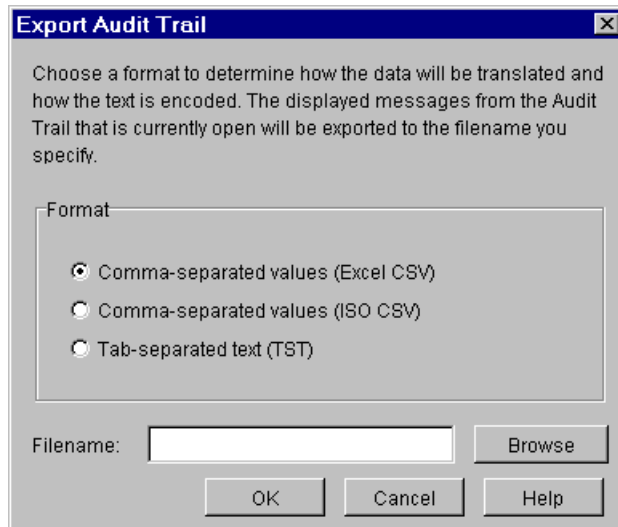 Export Audit Trail
Choose a format to determine how the data will be translated and
how the text is encoded. The displayed messages from the Audit
Trail that is currently open will be exported to the filename you
specify.
Format
Comma-separated values (Excel CSV)
Comma-separated values (ISO CSV)
Tab-separated text (TST)
Filename:
Browse
OK
Cancel
Help